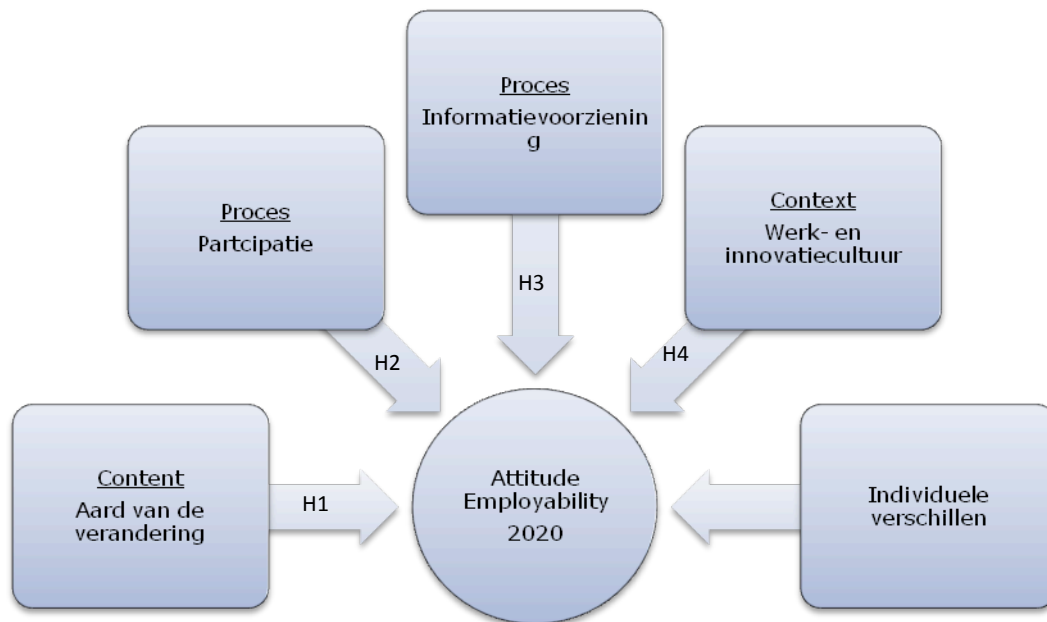 Proces
Informatievoorzienin
g
Proces
Partcipatie
Context
Werk- en
innovatiecultuur
H3
H2
H4
Content
Aard van de
verandering
H1
Attitude
Employability
2020
Individuele
verschillen